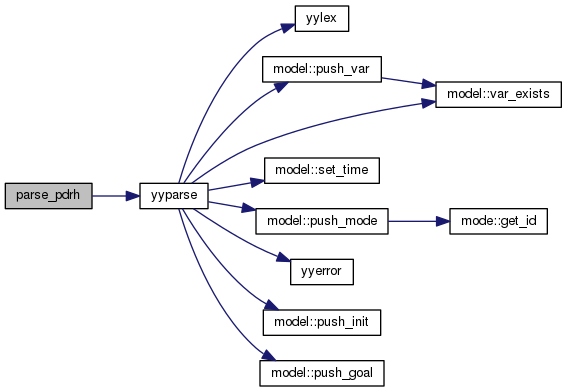 yylex
model::push_var
model::var_exists
model::set_time
parse_pdrh
yyparse
model::push_mode
mode::get_id
yyerror
model::push_init
model::push_goal